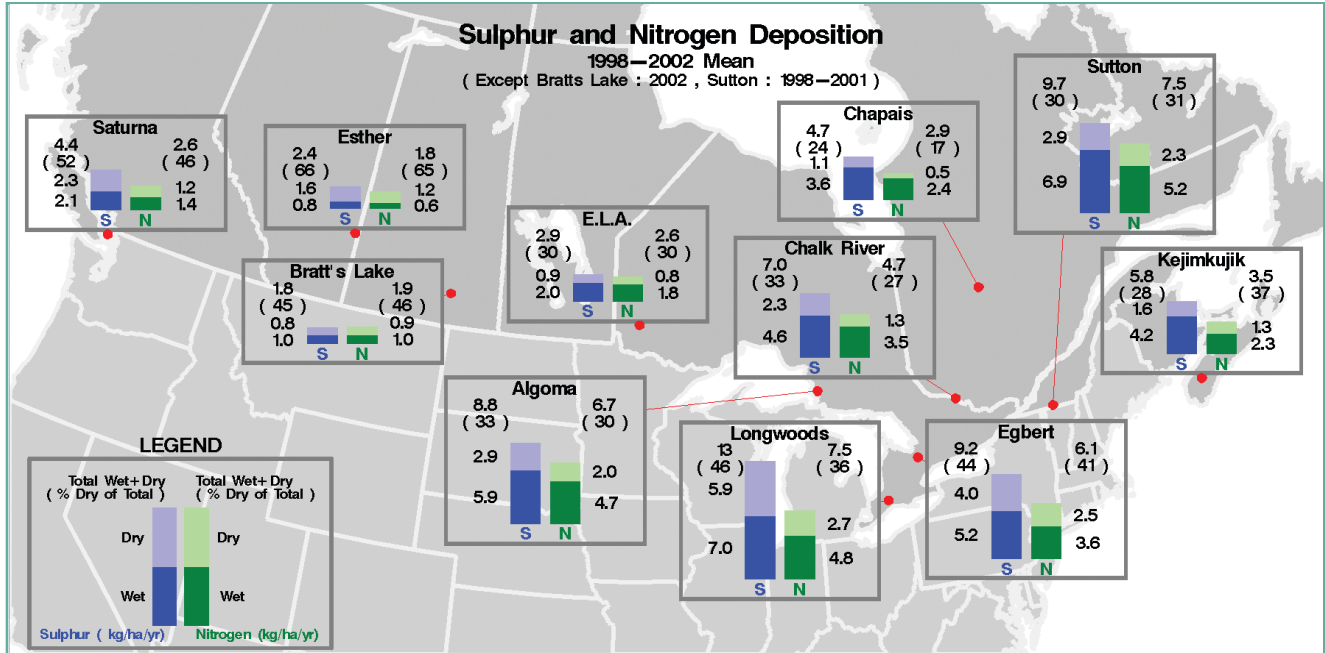 Sulphur and Nitrogen Deposition
1998–2002 Mean
( Except Bratts Lake : 2002 , Sutton : 1998–2001 )
Saturna
4.4 2.6
( 52 ) ( 46 )
2.3 1.2
2.1 1.4
S N
Esther
2.4 1.8
( 66 ) ( 65 )
1.6 1.2
0.8 0.6
S N
Bratt's Lake
1.8 1.9
( 45 ) ( 46 )
0.8 0.9
1.0 1.0
S N
E.L.A.
2.9 2.6
( 30 ) ( 30 )
0.9 0.8
2.0 1.8
S N
Chapais
4.7 2.9
( 24 ) ( 17 )
1.1 0.5
3.6 2.4
S N
Sutton
9.7 7.5
( 30 ) ( 31 )
2.9 2.3
6.9 5.2
S N
Chalk River
7.0 4.7
( 33 ) ( 27 )
2.3 1.3
4.6 3.5
S N
Kejimkujik
5.8 3.5
( 28 ) ( 37 )
1.6 1.3
4.2 2.3
S N
Algoma
8.8 6.7
( 33 ) ( 30 )
2.9 2.0
5.9 4.7
S N
Longwoods
13 7.5
( 46 ) ( 36 )
5.9 2.7
7.0 4.8
S N
Egbert
9.2 6.1
( 44 ) ( 41 )
4.0 2.5
5.2 3.6
S N
LEGEND
Total Wet+Dry Total Wet+Dry
( % Dry of Total ) ( % Dry of Total )
Dry Dry
Wet Wet
Sulphur ( kg/ha/yr) Nitrogen (kg/ha/yr)